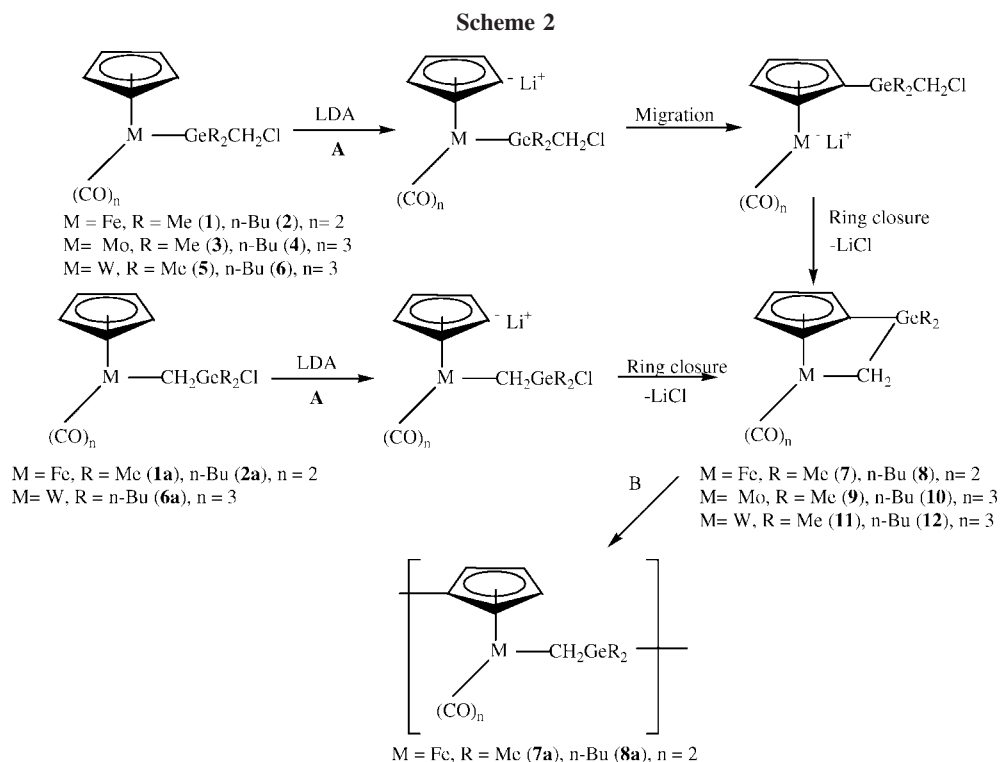 Scheme 2
M
GeR₂CH₂Cl
(CO)ₙ
LDA
A
⁻ Li⁺
M
GeR₂CH₂Cl
(CO)ₙ
Migration
GeR₂CH₂Cl
M⁻ Li⁺
(CO)ₙ
M = Fe, R = Me (1), n-Bu (2), n= 2
M= Mo, R = Me (3), n-Bu (4), n= 3
M= W, R = Me (5), n-Bu (6), n= 3
Ring closure
-LiCl
M
CH₂GeR₂Cl
(CO)ₙ
LDA
A
⁻ Li⁺
M
CH₂GeR₂Cl
(CO)ₙ
Ring closure
-LiCl
GeR₂
M
CH₂
(CO)ₙ
M = Fe, R = Me (1a), n-Bu (2a), n = 2
M= W, R = n-Bu (6a), n = 3
M = Fe, R = Me (7), n-Bu (8), n= 2
M= Mo, R = Me (9), n-Bu (10), n= 3
M= W, R = Me (11), n-Bu (12), n= 3
B
M
CH₂GeR₂
(CO)ₙ
M = Fe, R = Me (7a), n-Bu (8a), n = 2